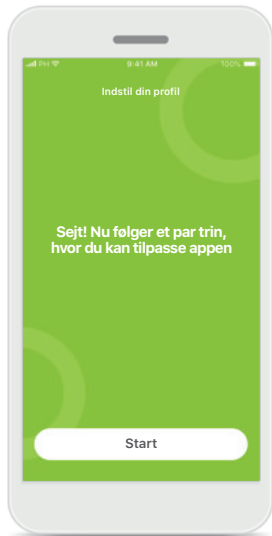 PH 9:41 AM 100%
Indstil din profil
Sejt! Nu følger et par trin,
hvor du kan tilpasse appen
Start